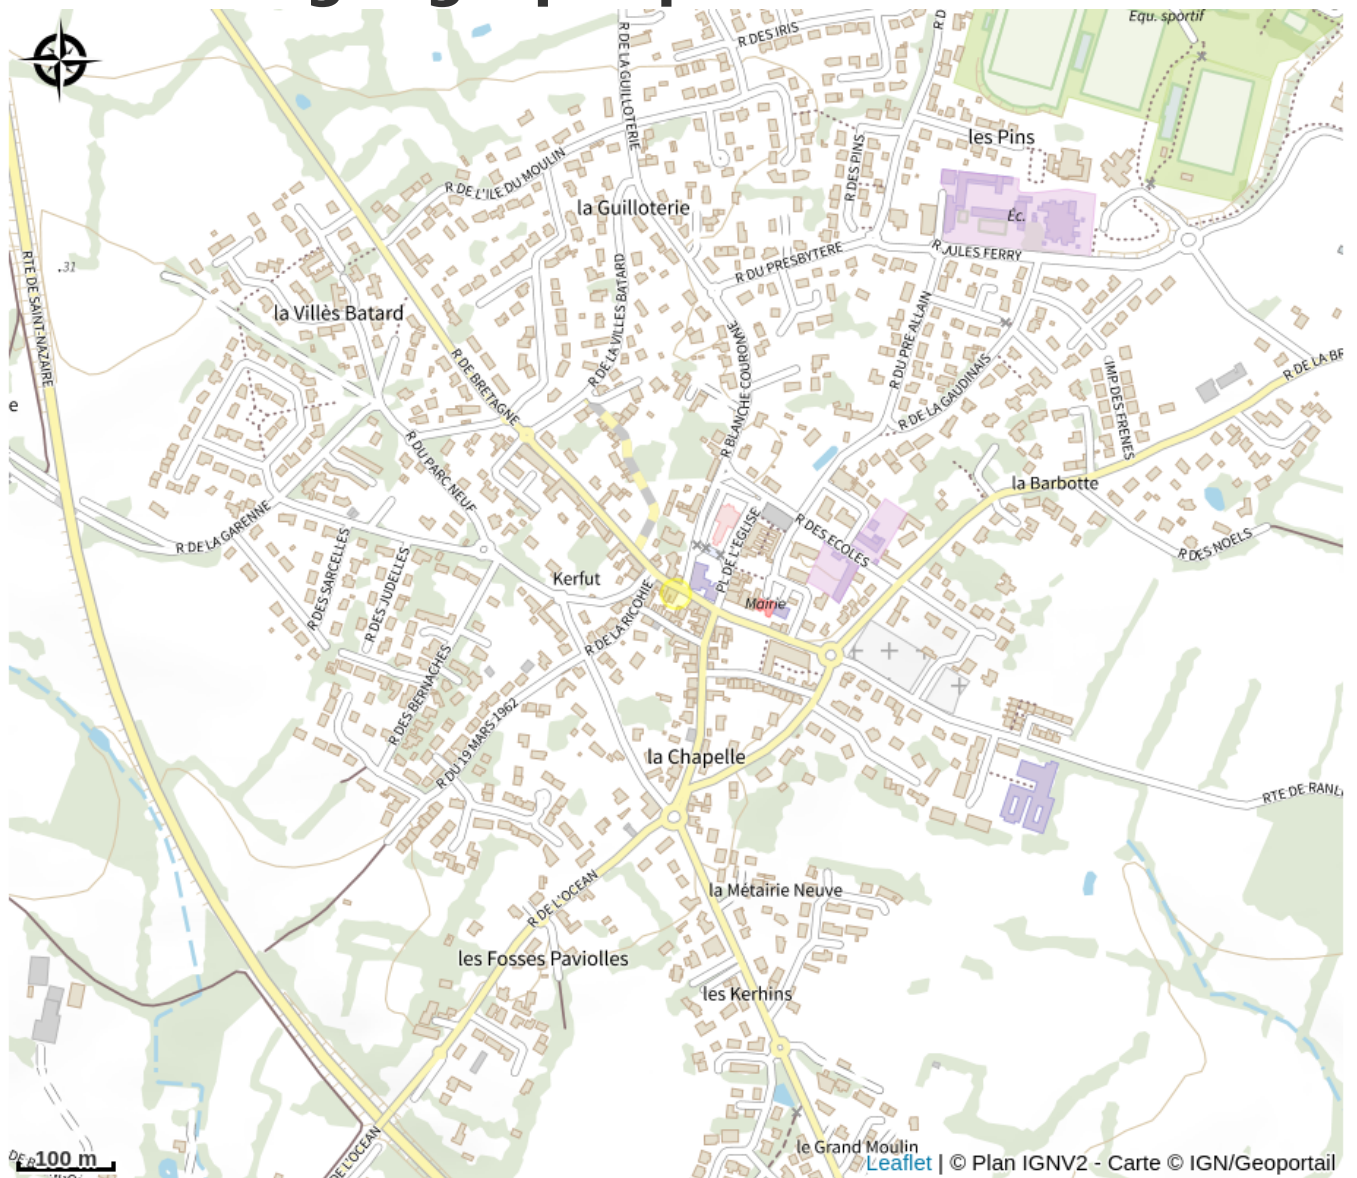 Equ. sportif
R DES IRIS
R D
R DE LA GUILLOTERIE
les Pins
R DES PINS
R DE L'ILE DU MOULIN
la Guilloterie
Éc.
R JULES FERRY
R DU PRESBYTERE
.31
RTE DE SAINT-NAZAIRE
la Villès Batard
R DE LA VILLES BATARD
R DU PRE ALLAIN
R BLANCHE COURONNE
R DE BRETAGNE
R DE LA GAUDINAIS
IMP DES FRENES
R DE LA BR
e
R DU PARC NEUF
la Barbotte
R DE LA GARENNE
PL DE L'EGLISE
R DES ECOLES
R DES NOELS
R DES SARCELLES
R DES JUDELLES
Kerfut
R DE LA RICOHIE
Mairie
R DES BERNACHES
R DU 19 MARS 1962
la Chapelle
RTE DE RANL
la Métairie Neuve
R DE L'OCEAN
les Fosses Paviolles
les Kerhins
DE L'OCEAN
le Grand Moulin
DE B
100 m
Leaflet | © Plan IGNV2 - Carte © IGN/Geoportail